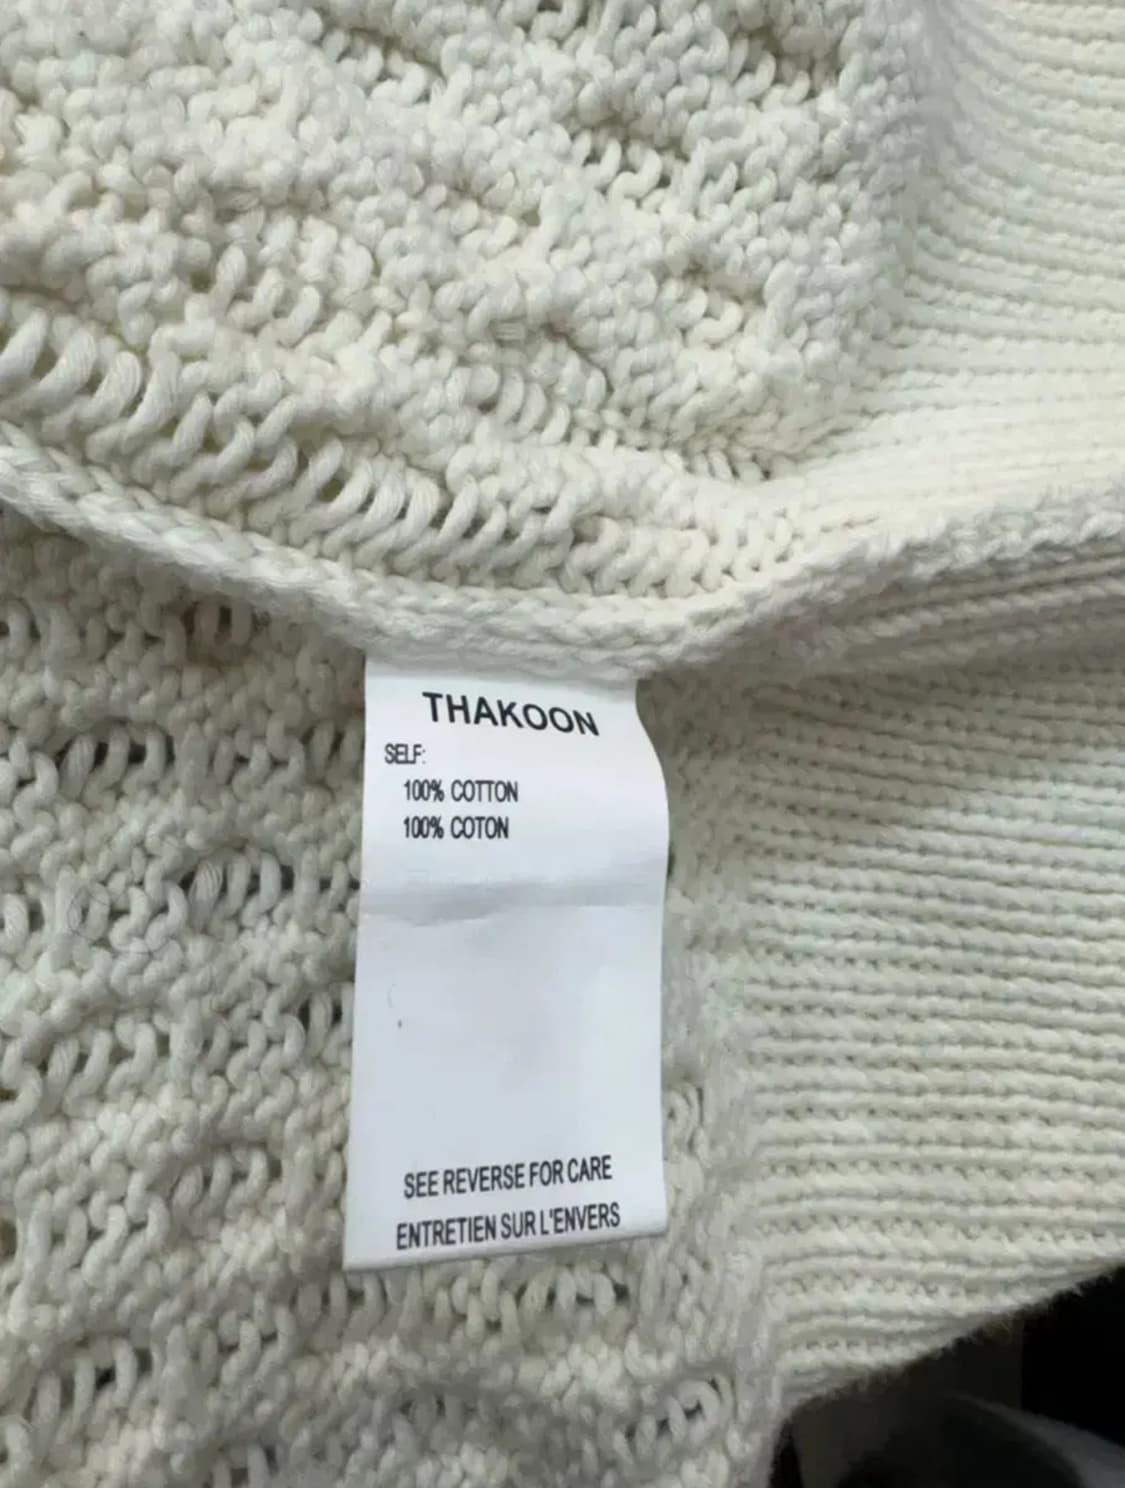 THAKOON
SELF:
100% COTTON
100% COTON
SEE REVERSE FOR CARE
ENTRETIEN SUR L'ENVERS